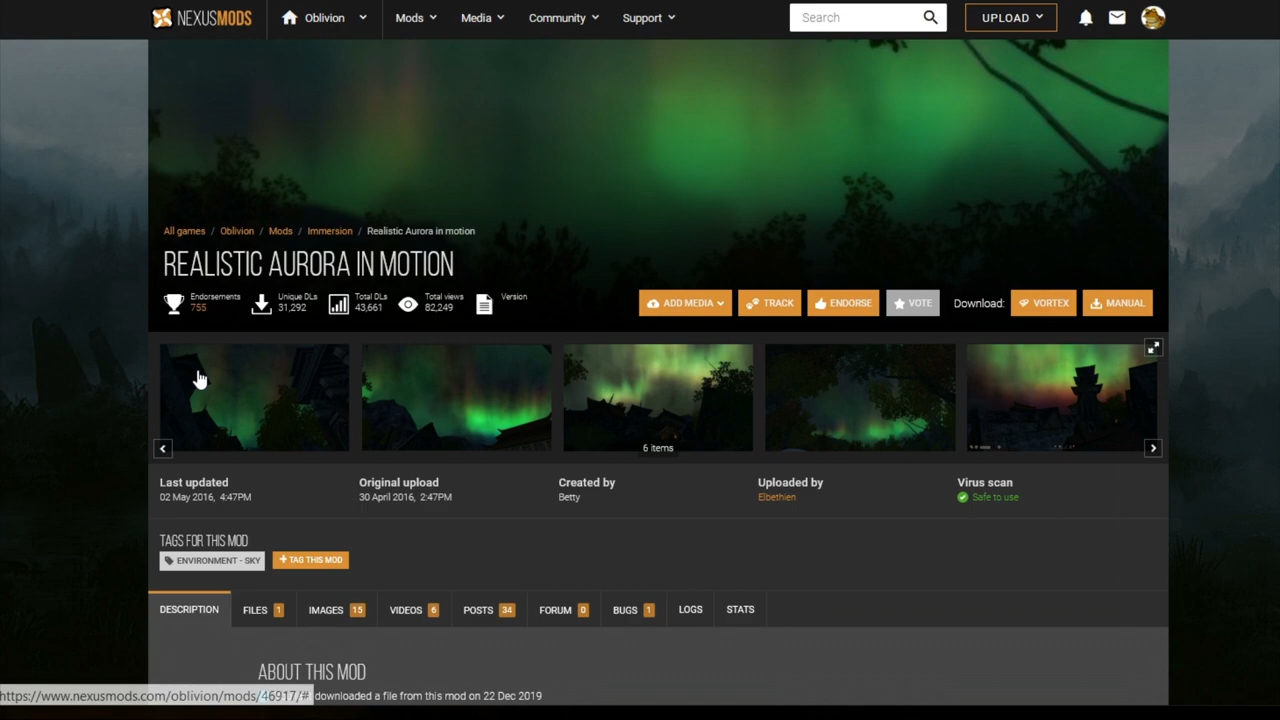 NEXUSMODS
Oblivion
Mods
Media
Community
Support
Search
UPLOAD
All games / Oblivion / Mods / Immersion / Realistic Aurora in motion
REALISTIC AURORA IN MOTION
Endorsements
755
Unique DLs
31,292
Total DLs
43,661
Total views
82,249
Version
ADD MEDIA
TRACK
ENDORSE
VOTE
Download:
VORTEX
MANUAL
6 items
Last updated
02 May 2016, 4:47PM
Original upload
30 April 2016, 2:47PM
Created by
Betty
Uploaded by
Elbethien
Virus scan
Safe to use
TAGS FOR THIS MOD
ENVIRONMENT - SKY
+ TAG THIS MOD
DESCRIPTION
FILES 1
IMAGES 15
VIDEOS 6
POSTS 34
FORUM 0
BUGS 1
LOGS
STATS
ABOUT THIS MOD
https://www.nexusmods.com/oblivion/mods/46917/#
downloaded a file from this mod on 22 Dec 2019